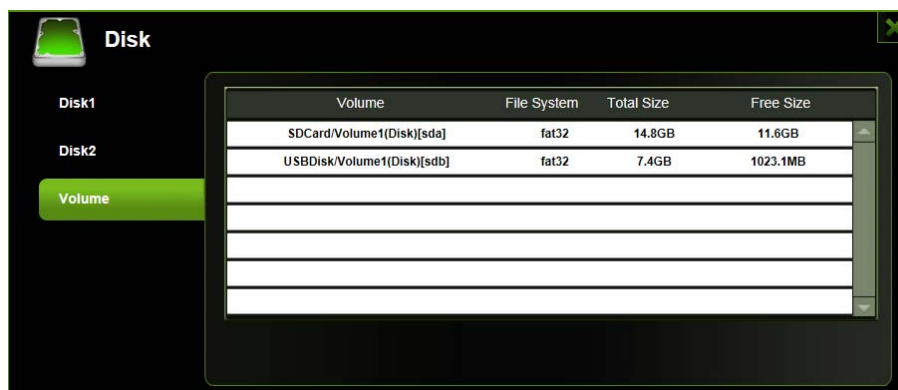 Disk
Disk1
Disk2
Volume
Volume File System Total Size Free Size
SDCard/Volume1(Disk)[sda] fat32 14.8GB 11.6GB
USBDisk/Volume1(Disk)[sdb] fat32 7.4GB 1023.1MB